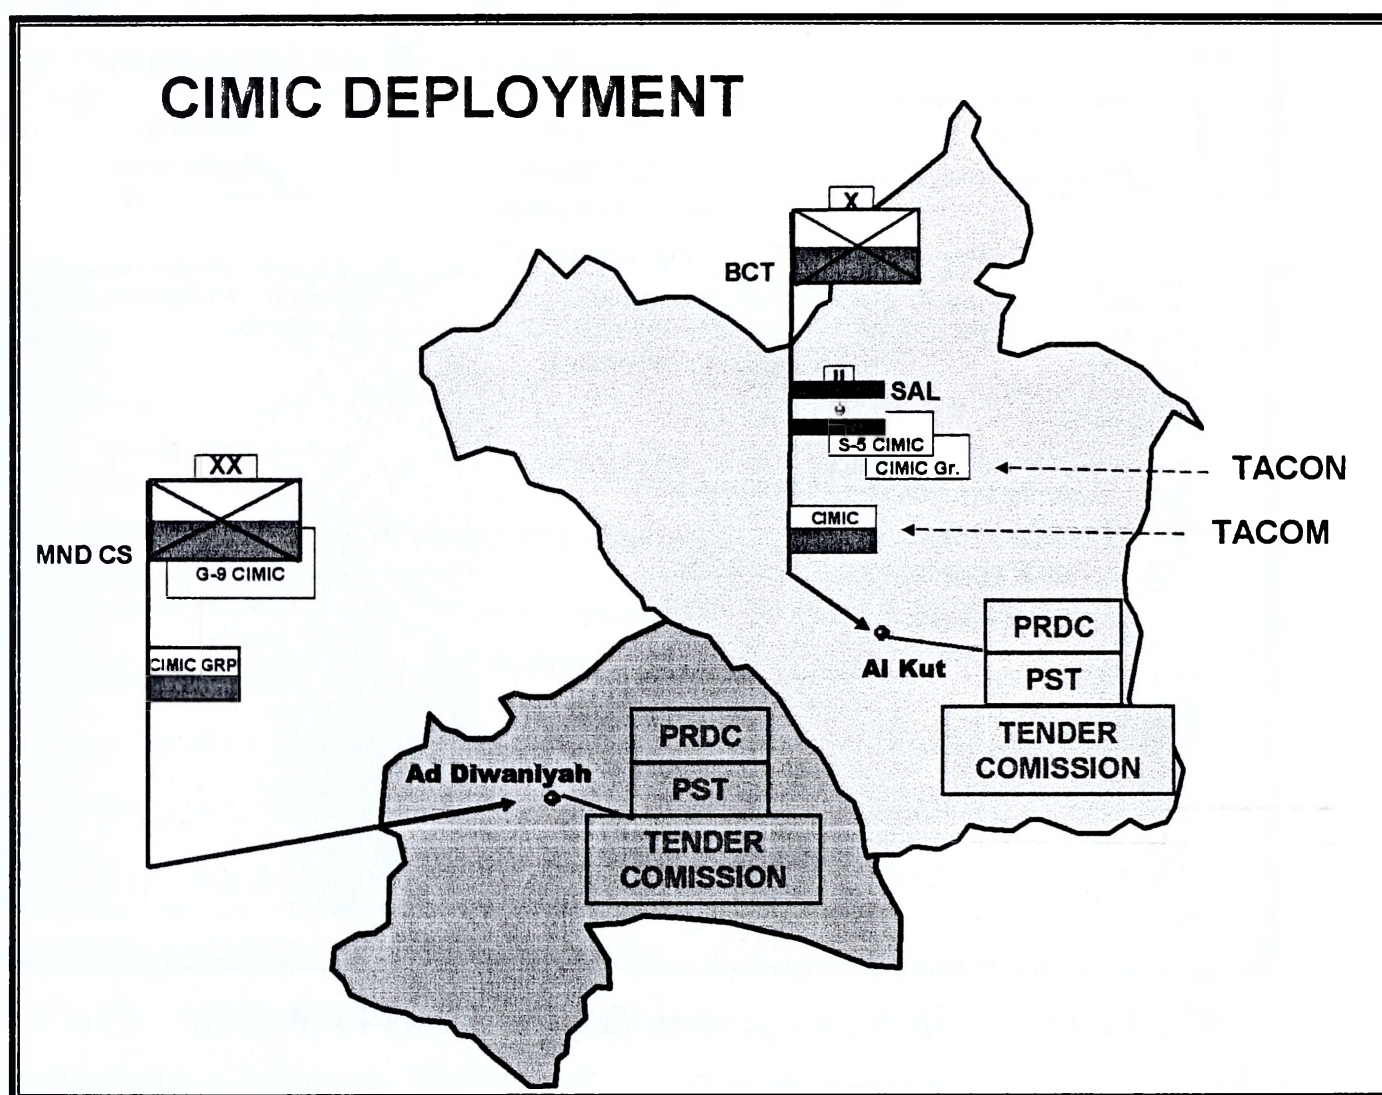 CIMIC DEPLOYMENT
X
BCT
II
SAL
S-5 CIMIC
CIMIC Gr.
TACON
CIMIC
TACOM
XX
MND CS
G-9 CIMIC
CIMIC GRP
Al Kut
PRDC
PST
TENDER
COMISSION
Ad Diwaniyah
PRDC
PST
TENDER
COMISSION